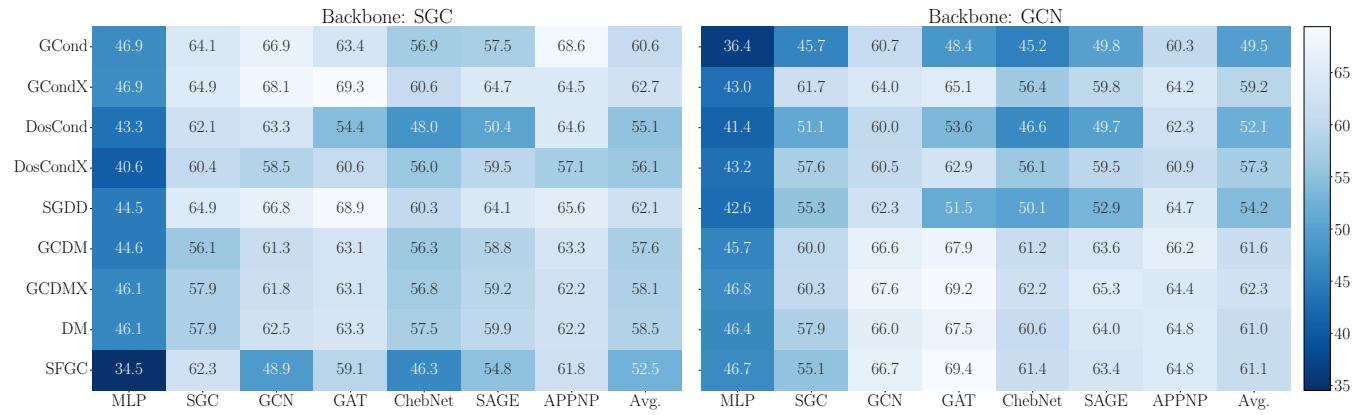 Backbone: SGC Backbone: GCN
GCond 46.9 64.1 66.9 63.4 56.9 57.5 68.6 60.6 36.4 45.7 60.7 48.4 45.2 49.8 60.3 49.5
GCondX 46.9 64.9 68.1 69.3 60.6 64.7 64.5 62.7 43.0 61.7 64.0 65.1 56.4 59.8 64.2 59.2
65
DosCond 43.3 62.1 63.3 54.4 48.0 50.4 64.6 55.1 41.4 51.1 60.0 53.6 46.6 49.7 62.3 52.1
60
DosCondX 40.6 60.4 58.5 60.6 56.0 59.5 57.1 56.1 43.2 57.6 60.5 62.9 56.1 59.5 60.9 57.3
55
SGDD 44.5 64.9 66.8 68.9 60.3 64.1 65.6 62.1 42.6 55.3 62.3 51.5 50.1 52.9 64.7 54.2
50
GCDM 44.6 56.1 61.3 63.1 56.3 58.8 63.3 57.6 45.7 60.0 66.6 67.9 61.2 63.6 66.2 61.6
45
GCDMX 46.1 57.9 61.8 63.1 56.8 59.2 62.2 58.1 46.8 60.3 67.6 69.2 62.2 65.3 64.4 62.3
40
DM 46.1 57.9 62.5 63.3 57.5 59.9 62.2 58.5 46.4 57.9 66.0 67.5 60.6 64.0 64.8 61.0
SFGC 34.5 62.3 48.9 59.1 46.3 54.8 61.8 52.5 46.7 55.1 66.7 69.4 61.4 63.4 64.8 61.1
35
MLP SGC GCN GAT ChebNet SAGE APPNP Avg. MLP SGC GCN GAT ChebNet SAGE APPNP Avg.